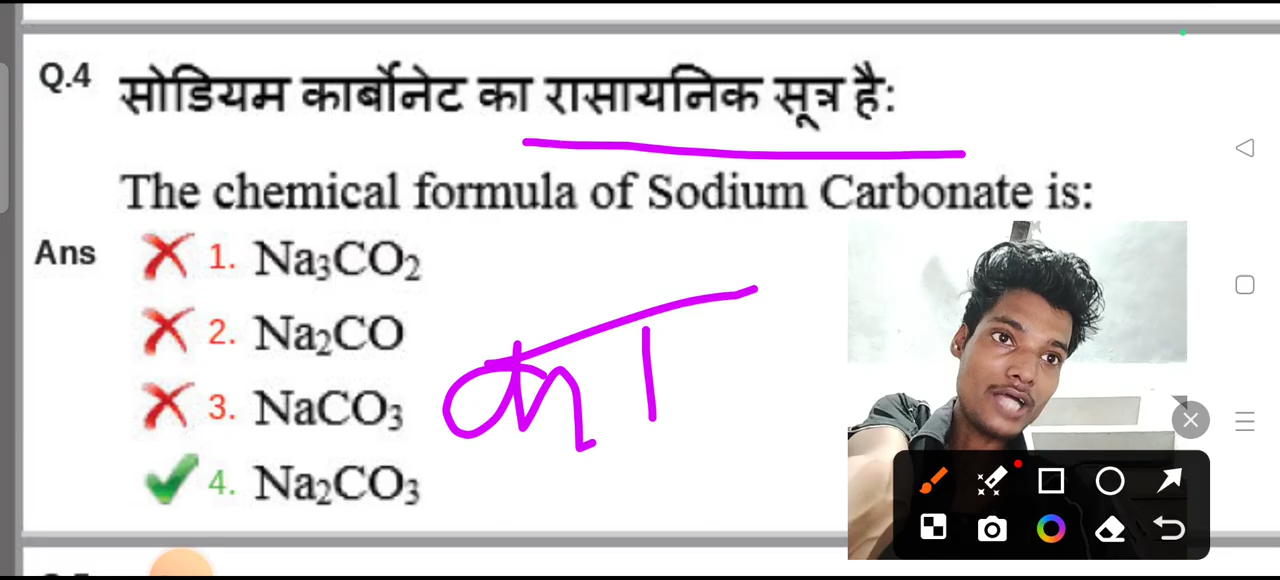 Q.4 सोडियम कार्बोनेट का रासायनिक सूत्र है:
The chemical formula of Sodium Carbonate is:
Ans 1. Na₃CO₂
2. Na₂CO
3. NaCO₃
4. Na₂CO₃
का